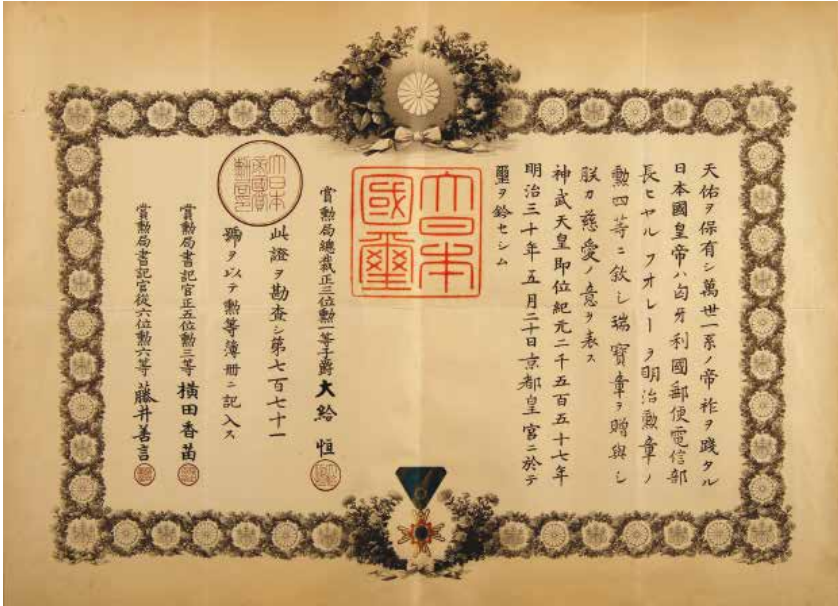 天佑ヲ保有シ萬世一系ノ帝祚ヲ踐タル
日本國皇帝ハ匈牙利國郵便電信部
長ヒヤル フオレーヲ明治勲章ノ
勲四等ニ敘シ瑞寶章ヲ贈與シ
朕カ慈愛ノ意ヲ表ス
神武天皇即位紀元二千五百五十七年
明治三十年五月二十日京都皇宮ニ於テ
璽ヲ鈐セシム
大日本
國璽
賞勲局總裁正三位勲一等子爵大給恒
此證ヲ勘査シ第七百七十一
號ヲ以テ勲等簿册ニ記入ス
賞勲局書記官正五位勲三等横田香苗
賞勲局書記官從六位勲六等藤井善言